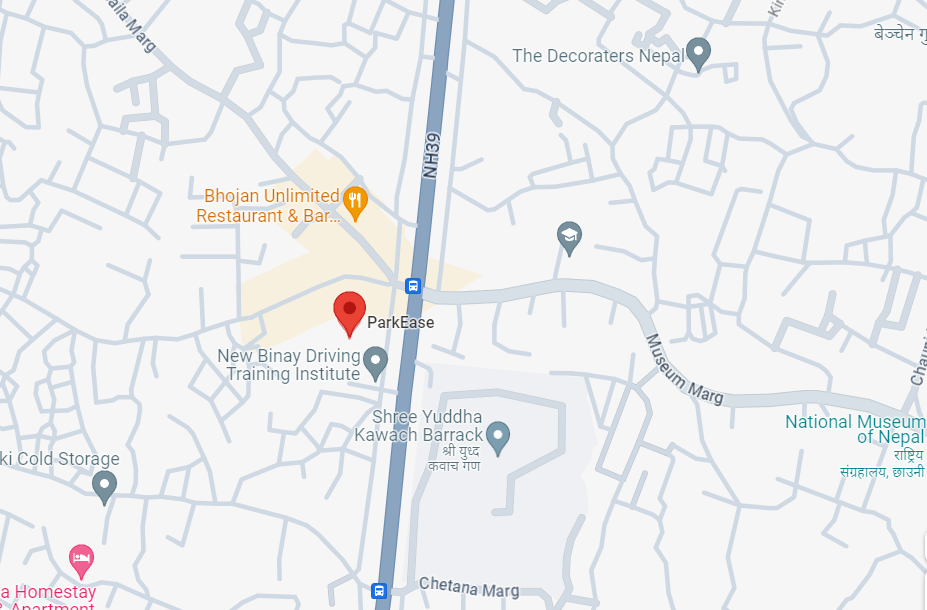 Marg
The Decoraters Nepal
बेञ्चेन
NH39
Bhojan Unlimited
Restaurant & Bar...
ParkEase
New Binay Driving
Training Institute
Museum Marg
Shree Yuddha
Kawach Barrack
श्री युध्द
कवाच गण
National Museum
of Nepal
राष्ट्रिय
संग्रहालय, छाउनी
ki Cold Storage
a Homestay
& Apartment
Chetana Marg